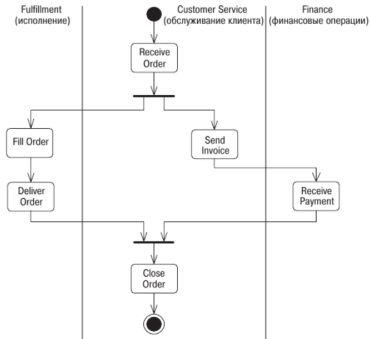 Fulfillment
(исполнение)
Customer Service
(обслуживание клиента)
Finance
(финансовые операции)
Receive
Order
Fill Order
Send
Invoice
Deliver
Order
Receive
Payment
Close
Order